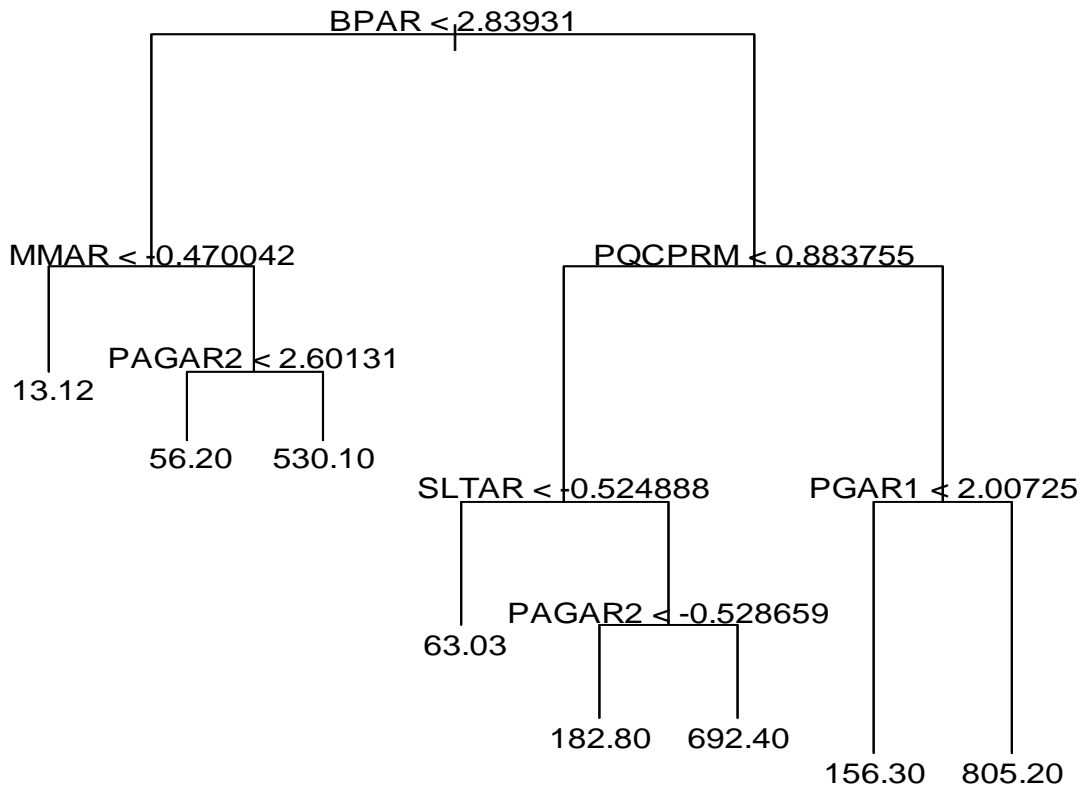 BPAR < 2.83931
MMAR < -0.470042
PQCPRM < 0.883755
PAGAR2 < 2.60131
13.12
56.20
530.10
SLTAR < -0.524888
PGAR1 < 2.00725
PAGAR2 < -0.528659
63.03
182.80
692.40
156.30
805.20